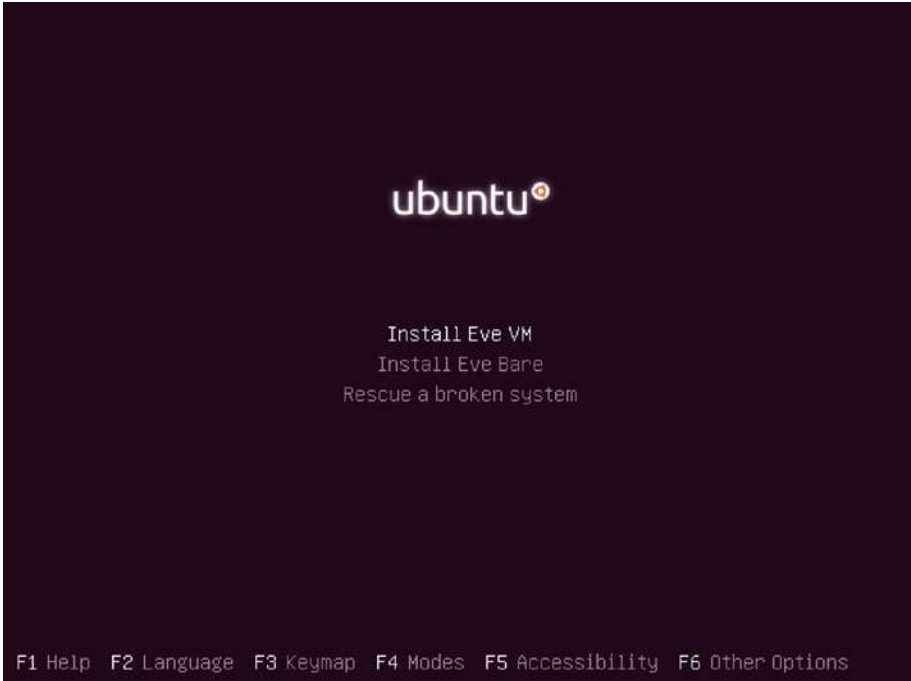 ubuntu
Install Eve VM
Install Eve Bare
Rescue a broken system
F1 Help F2 Language F3 Keymap F4 Modes F5 Accessibility F6 Other Options